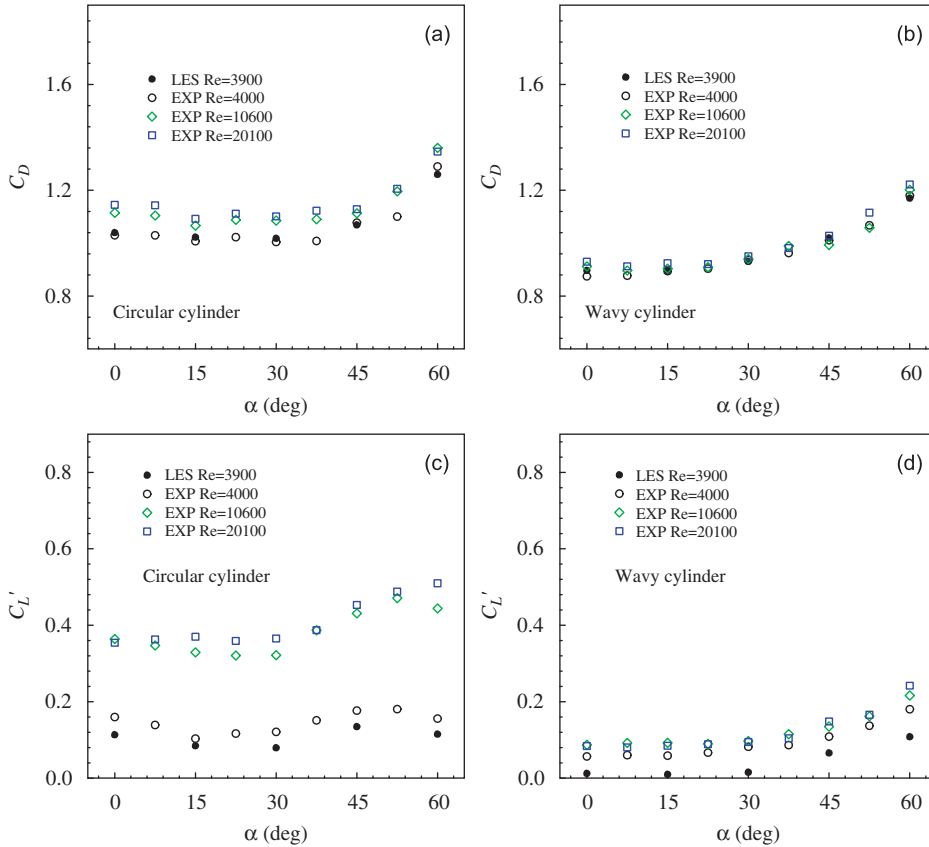 (a)
1.6
1.2
0.8
C_D
LES Re=3900
EXP Re=4000
EXP Re=10600
EXP Re=20100
Circular cylinder
0 15 30 45 60
α (deg)
(b)
1.6
1.2
0.8
C_D
LES Re=3900
EXP Re=4000
EXP Re=10600
EXP Re=20100
Wavy cylinder
0 15 30 45 60
α (deg)
(c)
0.8
0.6
0.4
0.2
0.0
C_L'
LES Re=3900
EXP Re=4000
EXP Re=10600
EXP Re=20100
Circular cylinder
0 15 30 45 60
α (deg)
(d)
0.8
0.6
0.4
0.2
0.0
C_L'
LES Re=3900
EXP Re=4000
EXP Re=10600
EXP Re=20100
Wavy cylinder
0 15 30 45 60
α (deg)